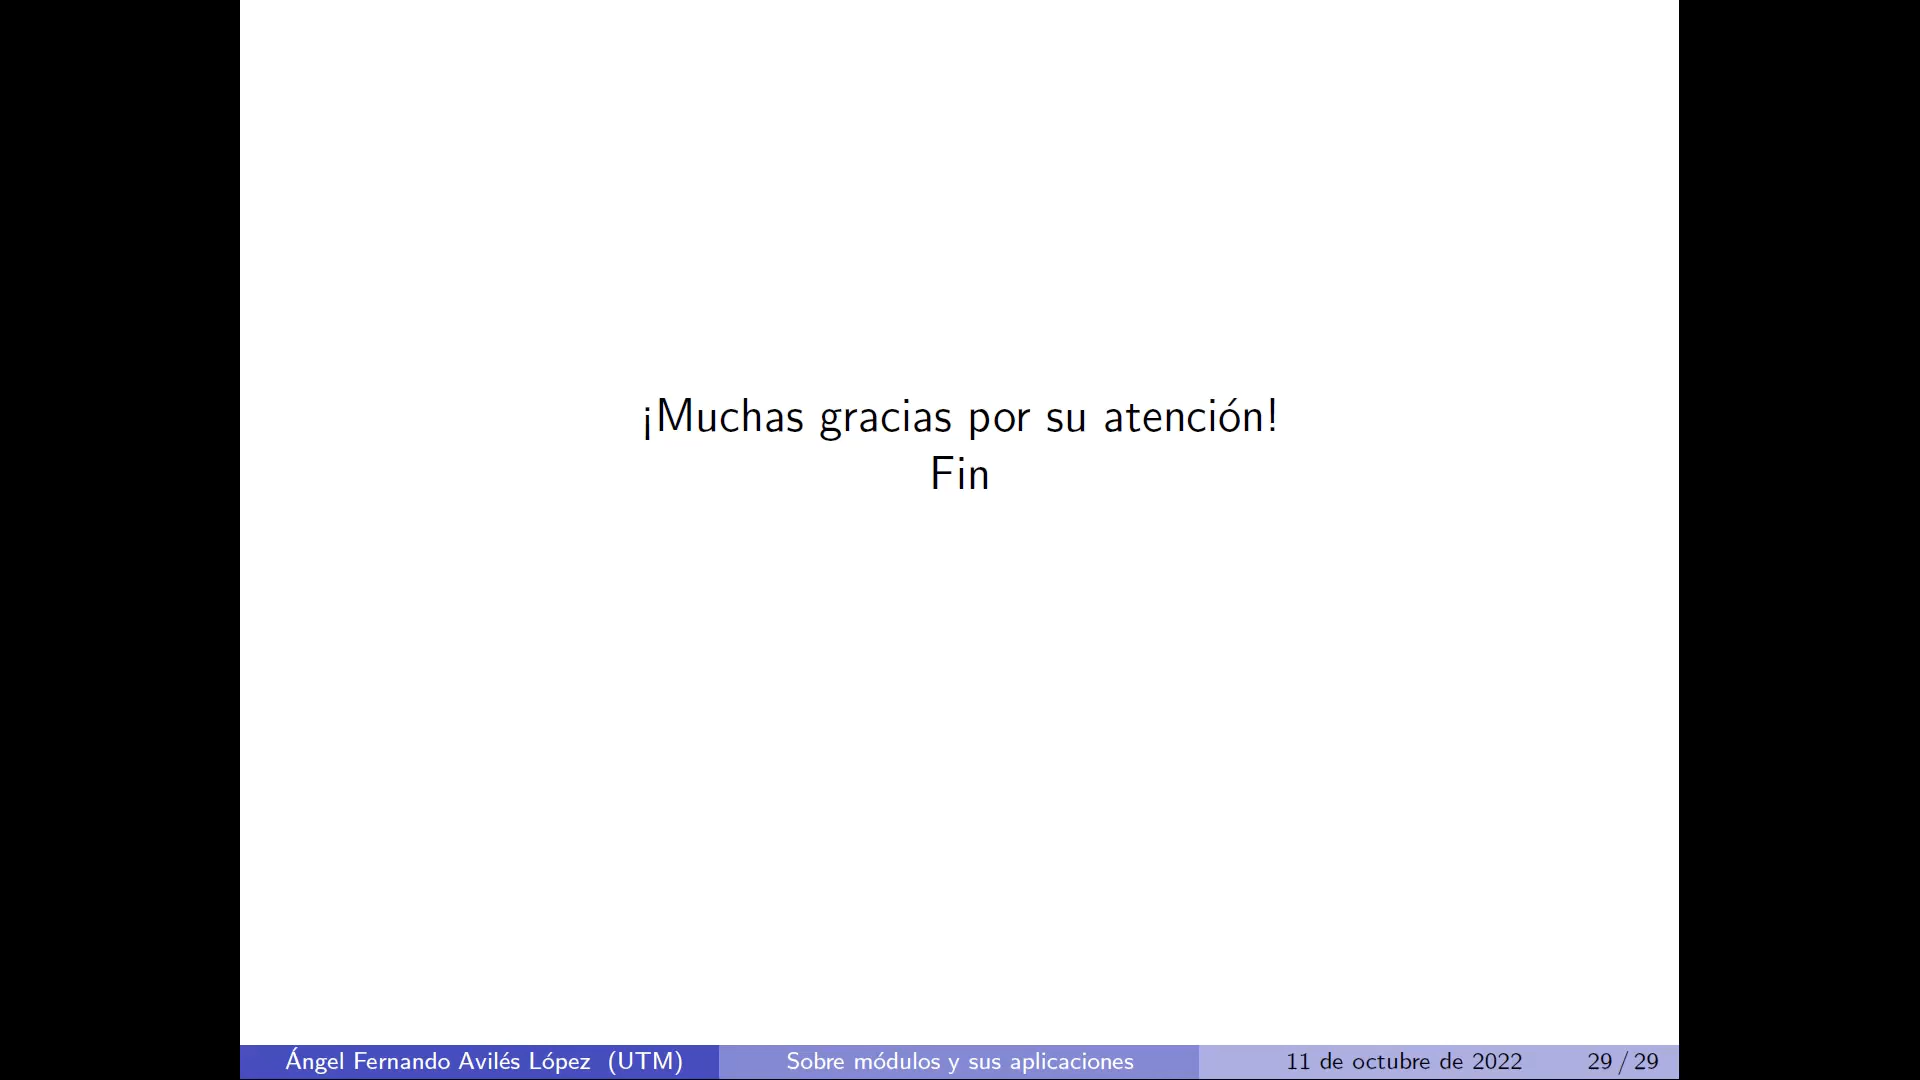 ¡Muchas gracias por su atención!
Fin
Ángel Fernando Avilés López (UTM) Sobre módulos y sus aplicaciones 11 de octubre de 2022 29 / 29